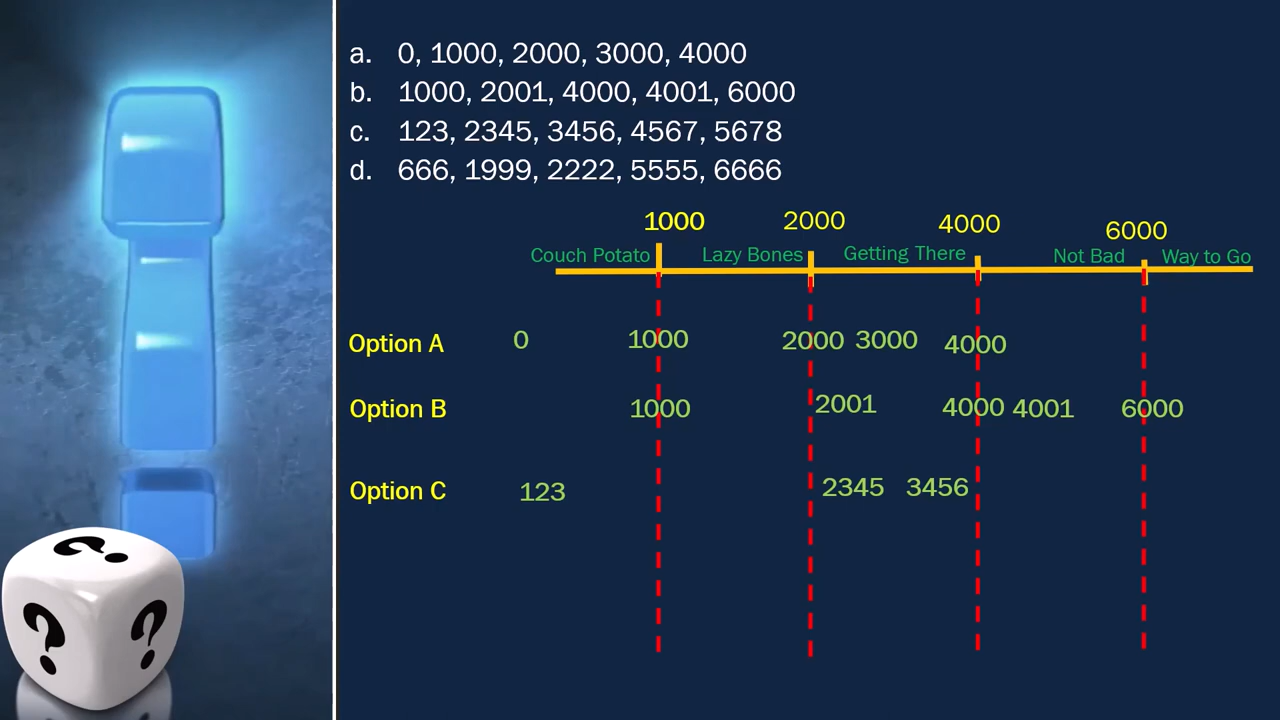 a. 0, 1000, 2000, 3000, 4000
b. 1000, 2001, 4000, 4001, 6000
c. 123, 2345, 3456, 4567, 5678
d. 666, 1999, 2222, 5555, 6666
1000 2000 4000 6000
Couch Potato Lazy Bones Getting There Not Bad Way to Go
Option A 0 1000 2000 3000 4000
Option B 1000 2001 4000 4001 6000
Option C 123 2345 3456
? ? ?